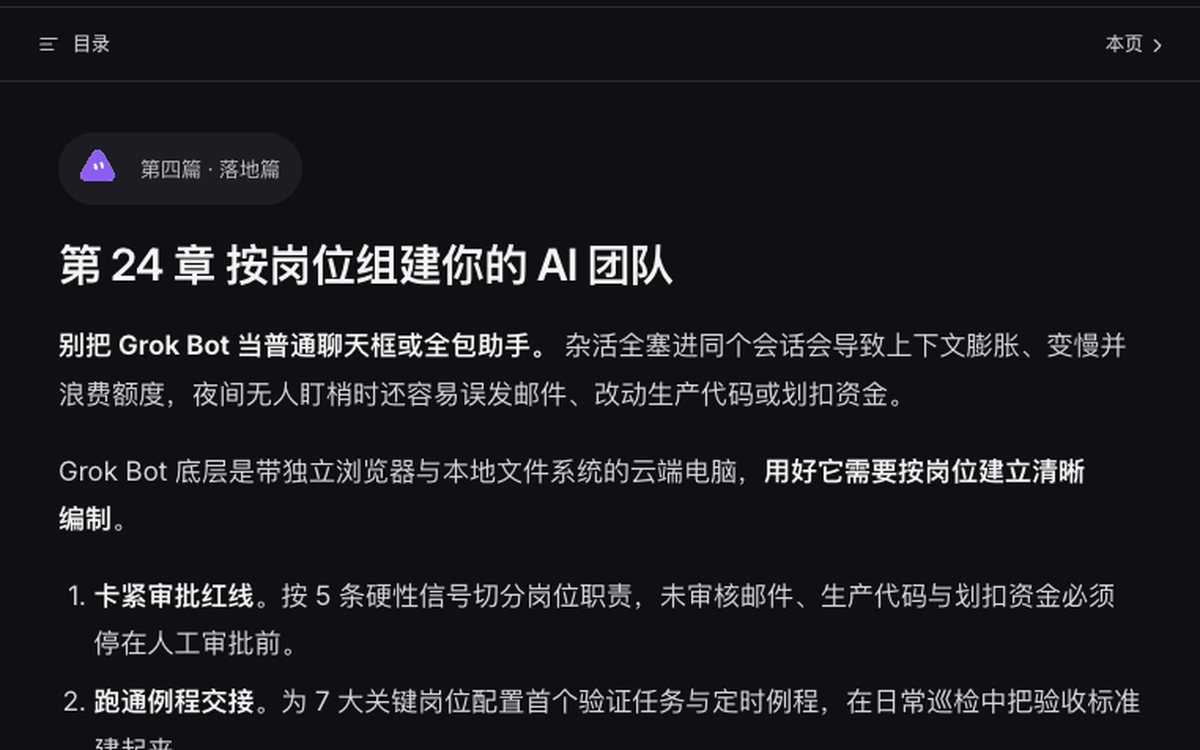 目录
本页
第四篇 · 落地篇
第 24 章 按岗位组建你的 AI 团队
别把 Grok Bot 当普通聊天框或全包助手。 杂活全塞进同个会话会导致上下文膨胀、变慢并
浪费额度，夜间无人盯梢时还容易误发邮件、改动生产代码或划扣资金。
Grok Bot 底层是带独立浏览器与本地文件系统的云端电脑，用好它需要按岗位建立清晰
编制。
1. 卡紧审批红线。按 5 条硬性信号切分岗位职责，未审核邮件、生产代码与划扣资金必须
停在人工审批前。
2. 跑通例程交接。为 7 大关键岗位配置首个验证任务与定时例程，在日常巡检中把验收标准
建起来